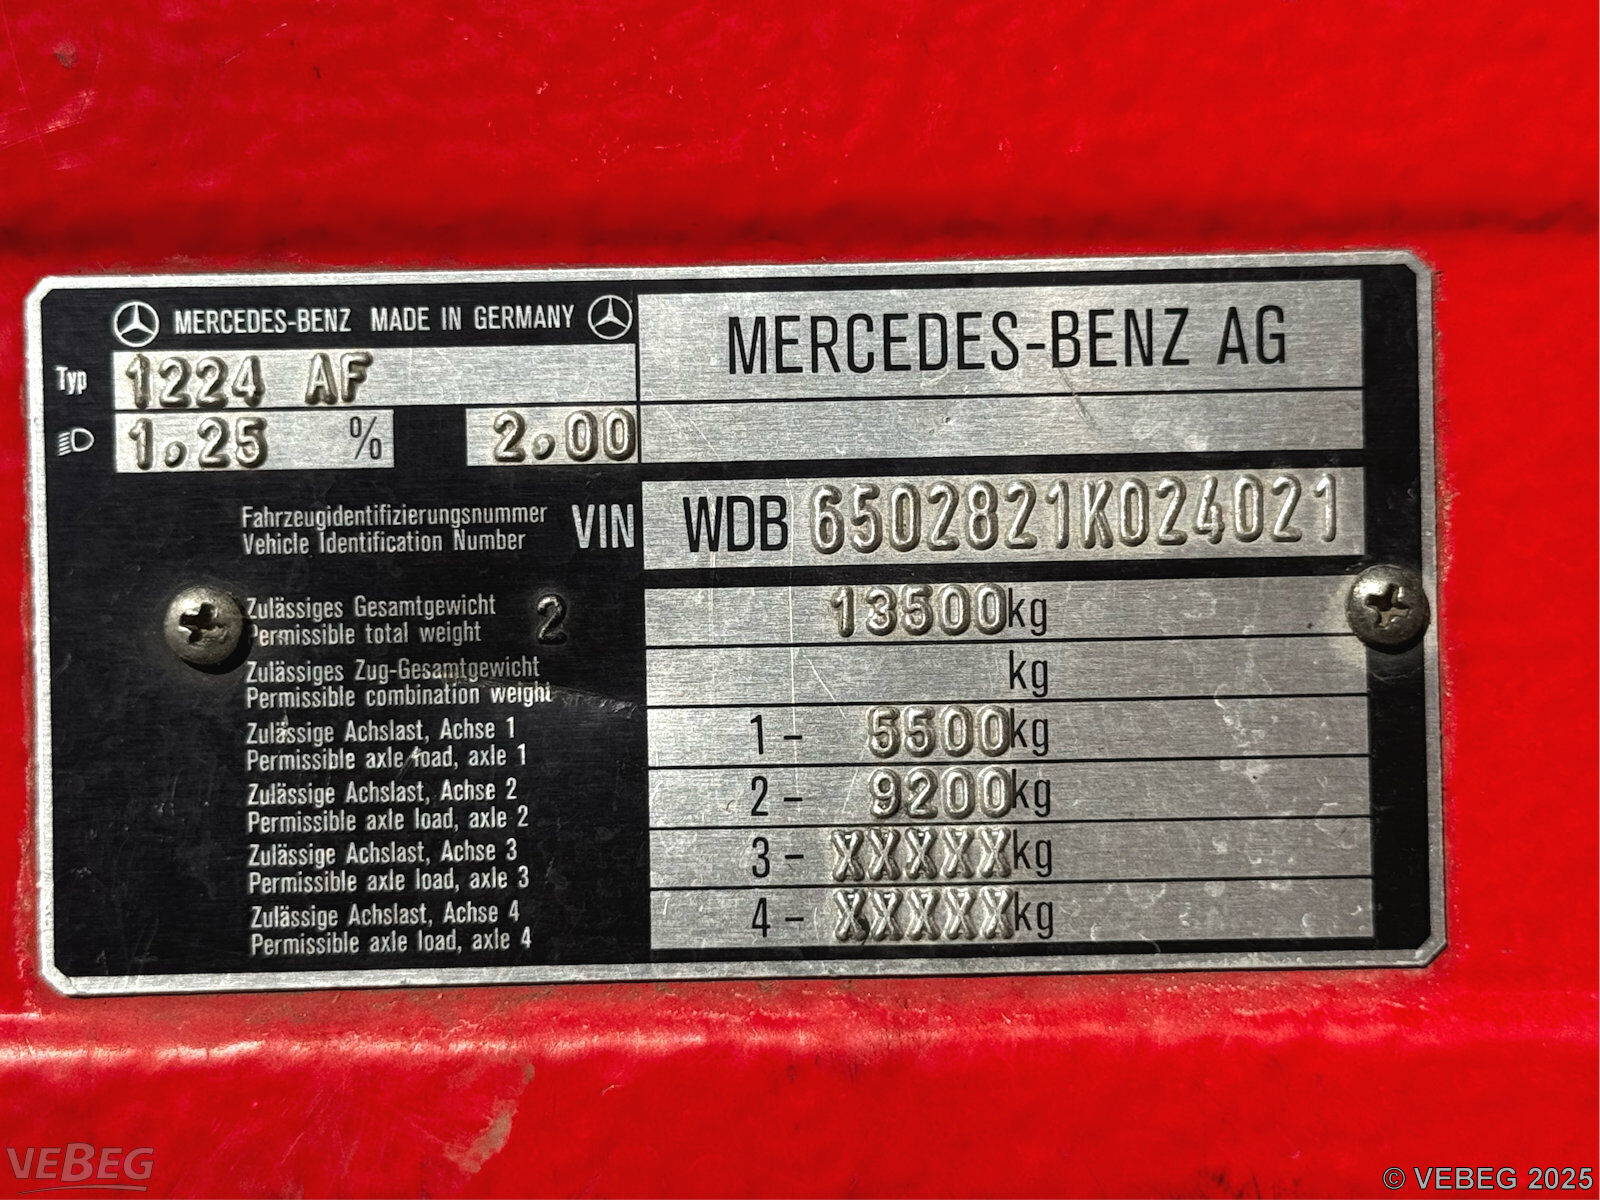 MERCEDES-BENZ MADE IN GERMANY
MERCEDES-BENZ AG
Typ 1224 AF
1,25 % 2,00
Fahrzeugidentifizierungsnummer
Vehicle Identification Number
VIN WDB 6502821K024021
Zulässiges Gesamtgewicht
Permissible total weight
2 13500kg
Zulässiges Zug-Gesamtgewicht
Permissible combination weight
kg
Zulässige Achslast, Achse 1
Permissible axle load, axle 1
1 - 5500kg
Zulässige Achslast, Achse 2
Permissible axle load, axle 2
2 - 9200kg
Zulässige Achslast, Achse 3
Permissible axle load, axle 3
3 - XXXXXkg
Zulässige Achslast, Achse 4
Permissible axle load, axle 4
4 - XXXXXkg
VEBEG
© VEBEG 2025